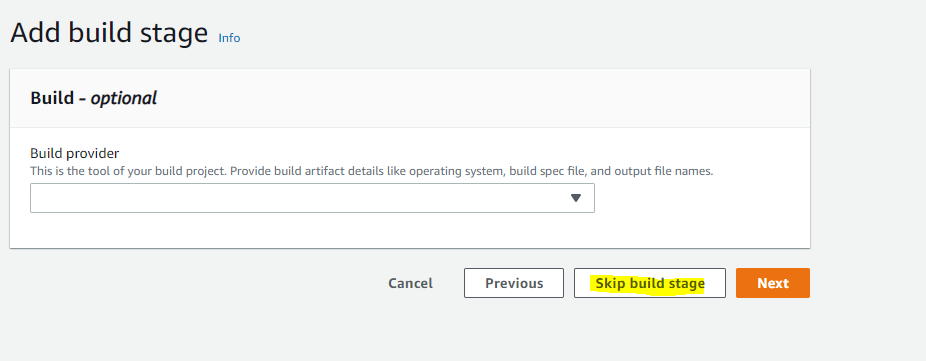 Add build stage Info
Build - optional
Build provider
This is the tool of your build project. Provide build artifact details like operating system, build spec file, and output file names.
Cancel Previous Skip build stage Next